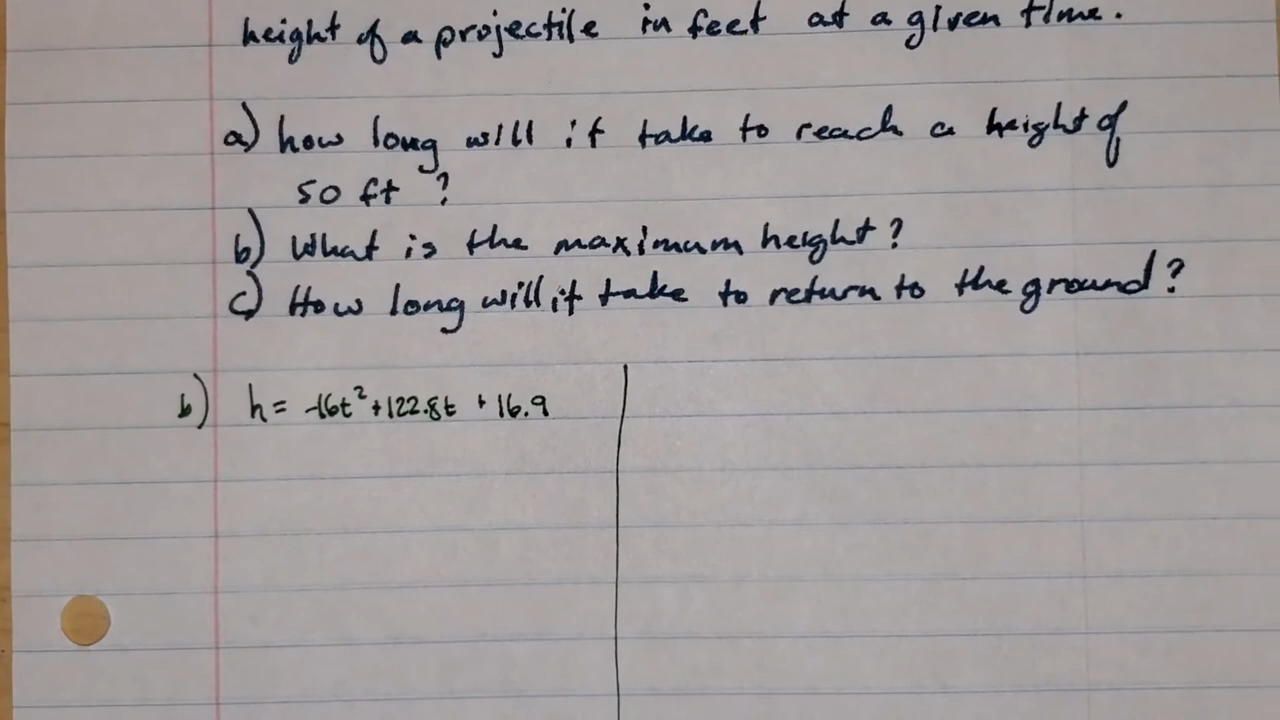 height of a projectile in feet at a given time.
a) how long will it take to reach a height of
50 ft ?
b) What is the maximum height?
c) How long will it take to return to the ground?
b) h = -16t² + 122.8t + 16.9